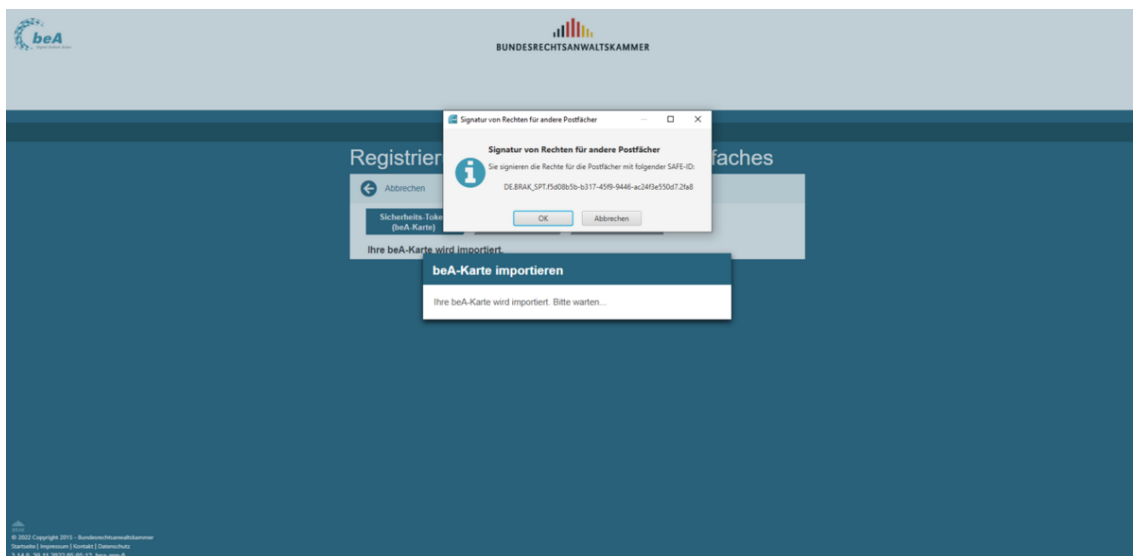 beA
BUNDESRECHTSANWALTSKAMMER
Signatur von Rechten für andere Postfächer
Signatur von Rechten für andere Postfächer
Sie signieren die Rechte für die Postfächer mit folgender SAFE-ID:
DE.BRAK_SPT.f5d08b5b-b317-45f9-9446-ac24f3e550d7.2fa8
OK
Abbrechen
Registrier
faches
Abbrechen
Sicherheits-Toke
(beA-Karte)
Ihre beA-Karte wird importiert.
beA-Karte importieren
Ihre beA-Karte wird importiert. Bitte warten...
© 2022 Copyright 2015 - Bundesrechtsanwaltskammer
Startseite | Impressum | Kontakt | Datenschutz